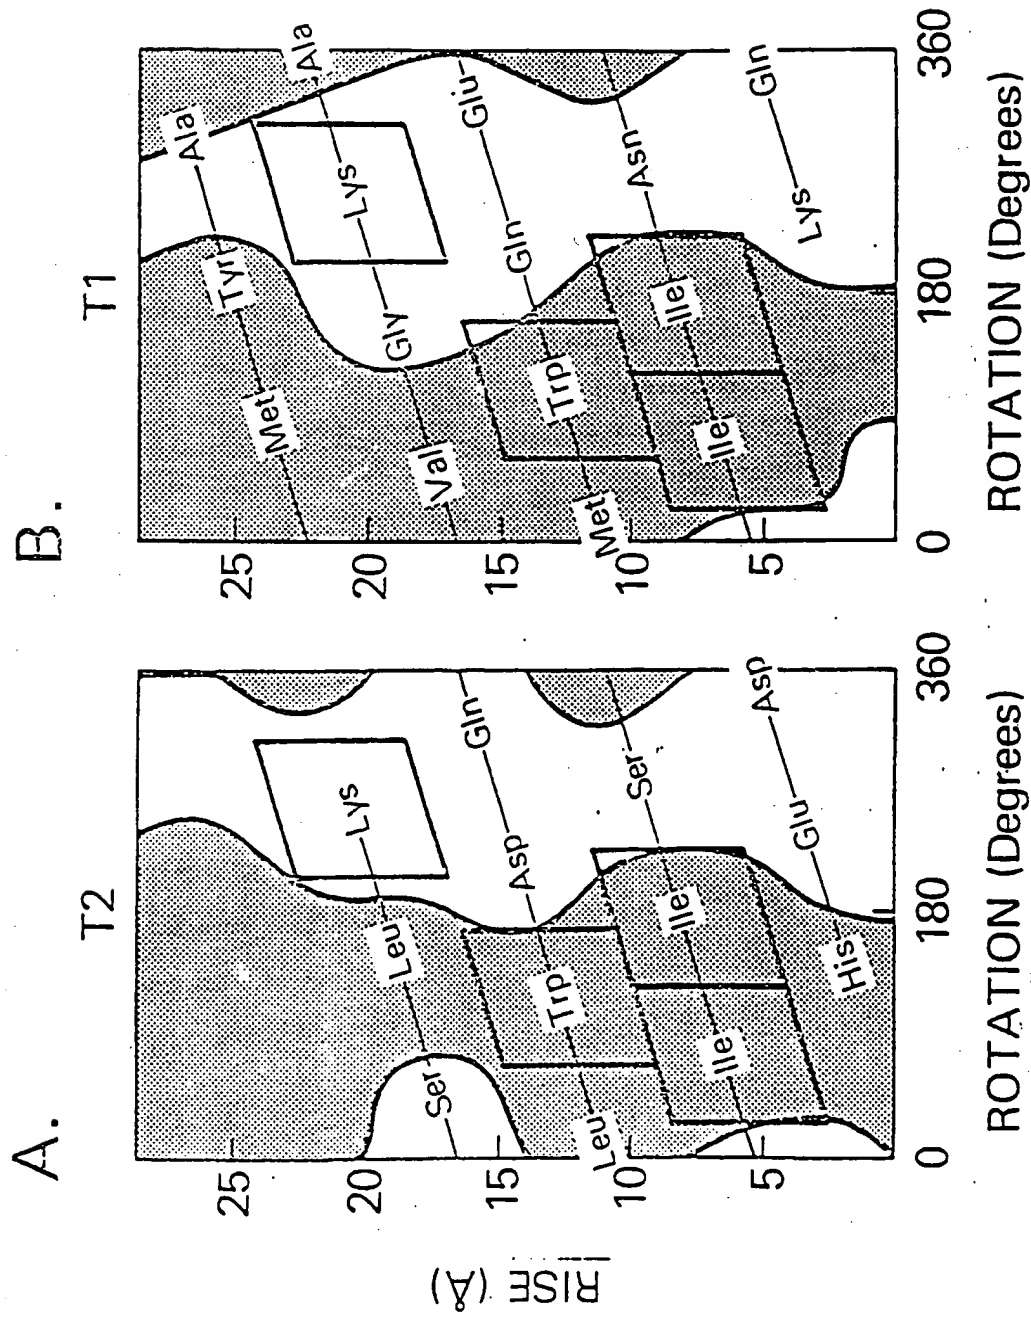 A.
T2
RISE (Å)
25
20
15
10
5
Ser Leu Lys
Leu Trp Asp Gln
Ile Ile Ser
His Glu Asp
0 180 360
ROTATION (Degrees)
B.
T1
25
20
15
10
5
Met Tyr Ala
Val Gly Lys Ala
Met Trp Gln Glu
Ile Ile Asn
Lys Gln
0 180 360
ROTATION (Degrees)